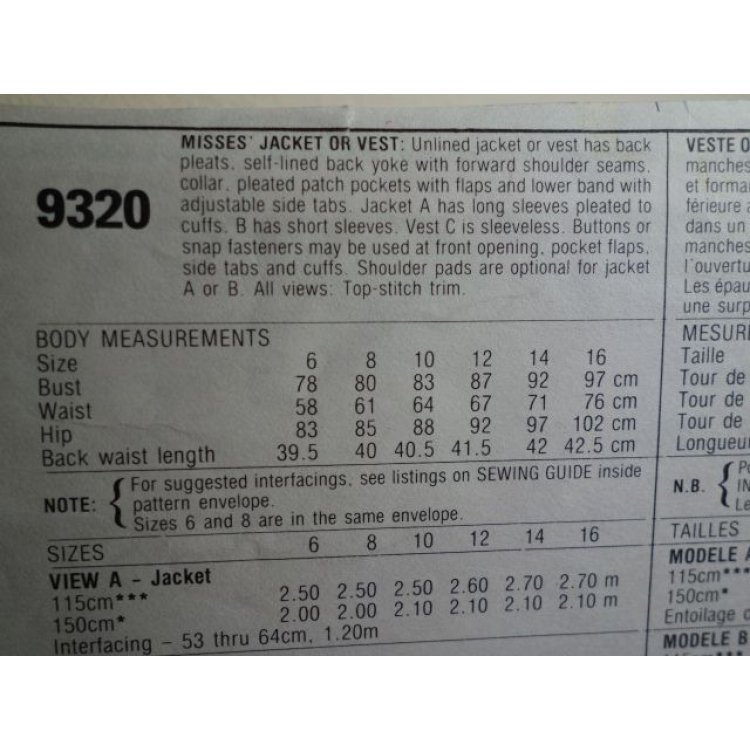 9320
MISSES' JACKET OR VEST: Unlined jacket or vest has back
pleats, self-lined back yoke with forward shoulder seams,
collar, pleated patch pockets with flaps and lower band with
adjustable side tabs. Jacket A has long sleeves pleated to
cuffs. B has short sleeves. Vest C is sleeveless. Buttons or
snap fasteners may be used at front opening, pocket flaps,
side tabs and cuffs. Shoulder pads are optional for jacket
A or B. All views: Top-stitch trim.
BODY MEASUREMENTS
Size 6 8 10 12 14 16
Bust 78 80 83 87 92 97 cm
Waist 58 61 64 67 71 76 cm
Hip 83 85 88 92 97 102 cm
Back waist length 39.5 40 40.5 41.5 42 42.5 cm
NOTE: { For suggested interfacings, see listings on SEWING GUIDE inside
pattern envelope.
Sizes 6 and 8 are in the same envelope.
SIZES 6 8 10 12 14 16
VIEW A - Jacket
115cm*** 2.50 2.50 2.50 2.60 2.70 2.70 m
150cm* 2.00 2.00 2.10 2.10 2.10 2.10 m
Interfacing - 53 thru 64cm, 1.20m
VESTE O
manches
et forma
férieure a
dans un
manches
l'ouvertu
Les épau
une surp
MESURE
Taille
Tour de
Tour de
Tour de
Longueu
N.B. { Po
IN
Le
TAILLES
MODELE A
115cm***
150cm*
Entoilage d
MODELE B